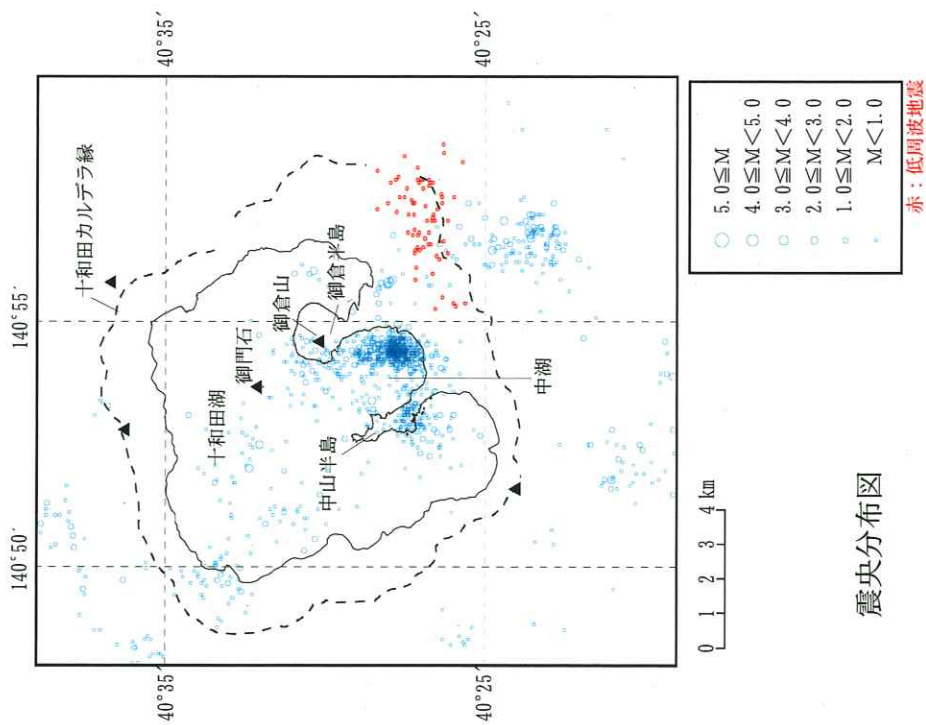 140°50′
140°55′
40°35′
40°35′
40°25′
40°25′
十和田カルデラ縁
十和田湖
御門石
御倉山
御倉半島
中山半島
中湖
5.0≦M
4.0≦M<5.0
3.0≦M<4.0
2.0≦M<3.0
1.0≦M<2.0
M<1.0
赤：低周波地震
0 1 2 3 4 km
震央分布図